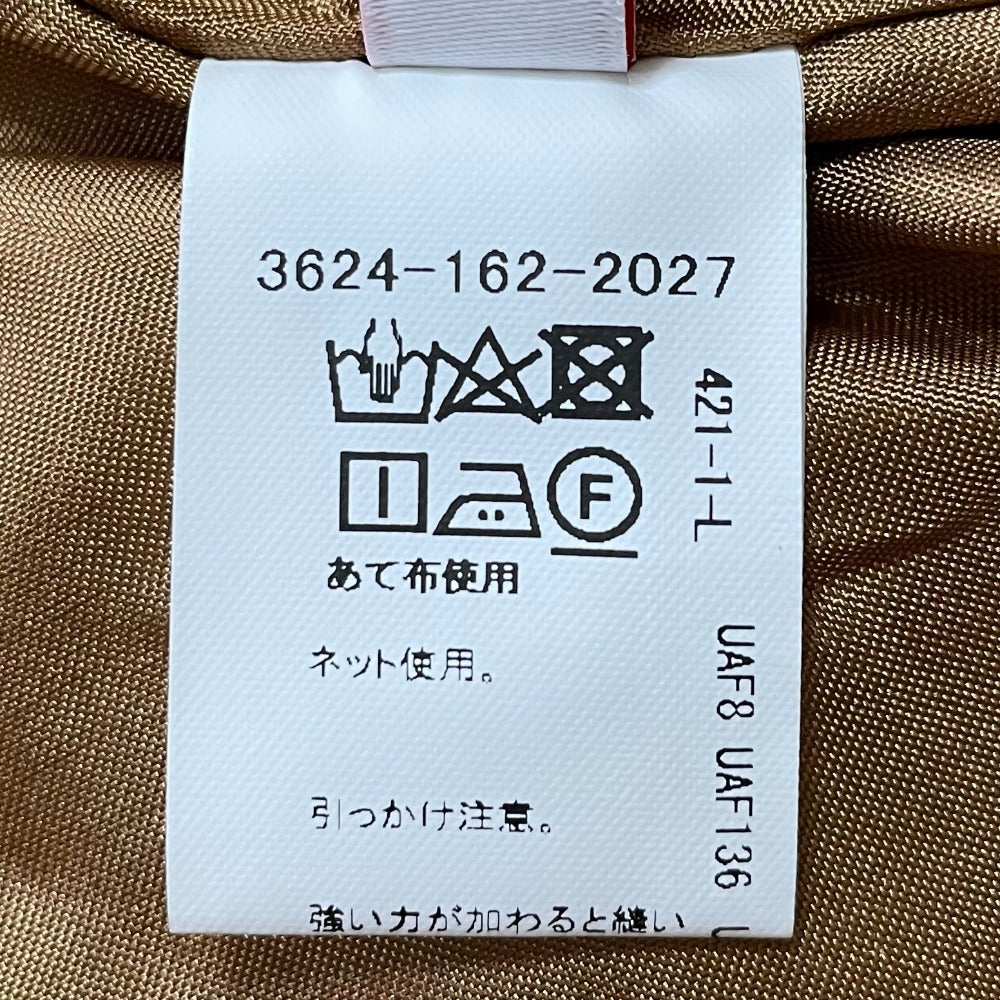 3624-162-2027
F
あて布使用
ネット使用。
引っかけ注意。
強い力が加わると縫い
421-1-L
UAF8 UAF136